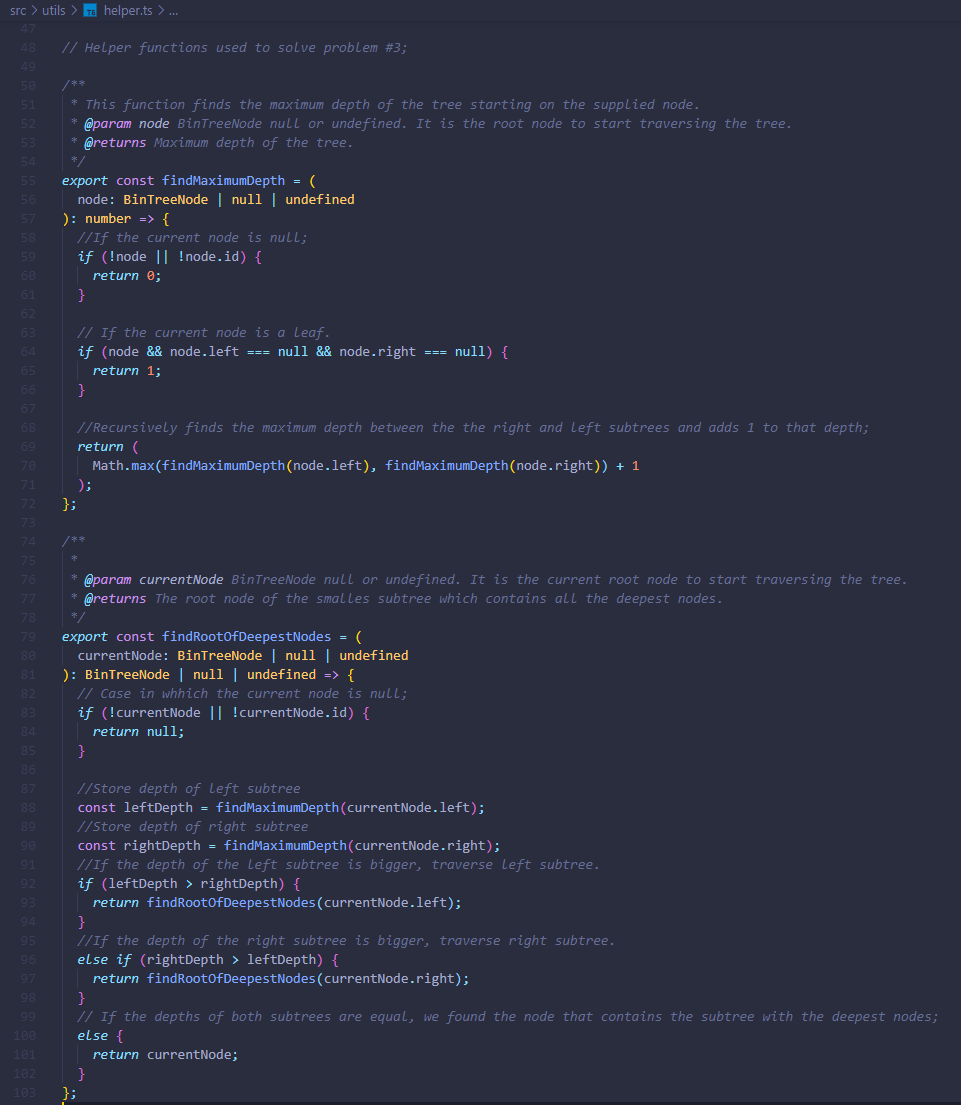 src > utils > TS helper.ts > ...
47
48 // Helper functions used to solve problem #3;
49
50 /**
51  * This function finds the maximum depth of the tree starting on the supplied node.
52  * @param node BinTreeNode null or undefined. It is the root node to start traversing the tree.
53  * @returns Maximum depth of the tree.
54  */
55 export const findMaximumDepth = (
56   node: BinTreeNode | null | undefined
57 ): number => {
58   //If the current node is null;
59   if (!node || !node.id) {
60     return 0;
61   }
62
63   // If the current node is a leaf.
64   if (node && node.left === null && node.right === null) {
65     return 1;
66   }
67
68   //Recursively finds the maximum depth between the the right and left subtrees and adds 1 to that depth;
69   return (
70     Math.max(findMaximumDepth(node.left), findMaximumDepth(node.right)) + 1
71   );
72 };
73
74 /**
75  *
76  * @param currentNode BinTreeNode null or undefined. It is the current root node to start traversing the tree.
77  * @returns The root node of the smalles subtree which contains all the deepest nodes.
78  */
79 export const findRootOfDeepestNodes = (
80   currentNode: BinTreeNode | null | undefined
81 ): BinTreeNode | null | undefined => {
82   // Case in whhich the current node is null;
83   if (!currentNode || !currentNode.id) {
84     return null;
85   }
86
87   //Store depth of left subtree
88   const leftDepth = findMaximumDepth(currentNode.left);
89   //Store depth of right subtree
90   const rightDepth = findMaximumDepth(currentNode.right);
91   //If the depth of the left subtree is bigger, traverse left subtree.
92   if (leftDepth > rightDepth) {
93     return findRootOfDeepestNodes(currentNode.left);
94   }
95   //If the depth of the right subtree is bigger, traverse right subtree.
96   else if (rightDepth > leftDepth) {
97     return findRootOfDeepestNodes(currentNode.right);
98   }
99   // If the depths of both subtrees are equal, we found the node that contains the subtree with the deepest nodes;
100   else {
101     return currentNode;
102   }
103 };